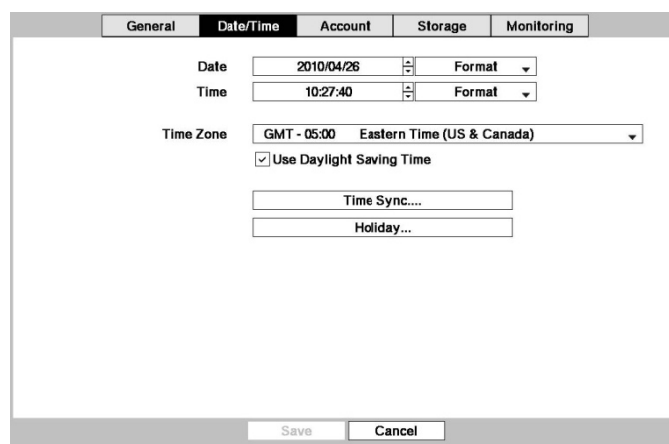 General Date/Time Account Storage Monitoring
Date 2010/04/26 Format
Time 10:27:40 Format
Time Zone GMT - 05:00 Eastern Time (US & Canada)
Use Daylight Saving Time
Time Sync....
Holiday...
Save Cancel